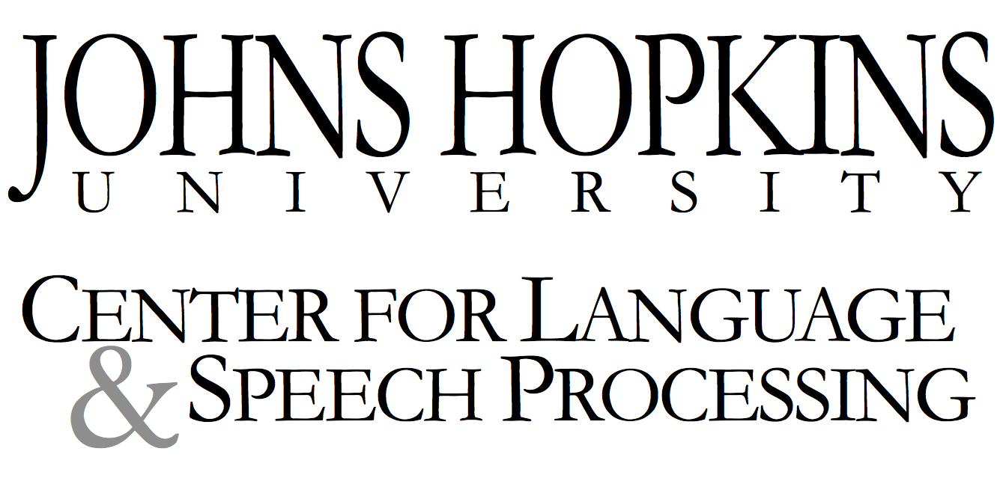 JOHNS HOPKINS
UNIVERSITY
CENTER FOR LANGUAGE
& SPEECH PROCESSING